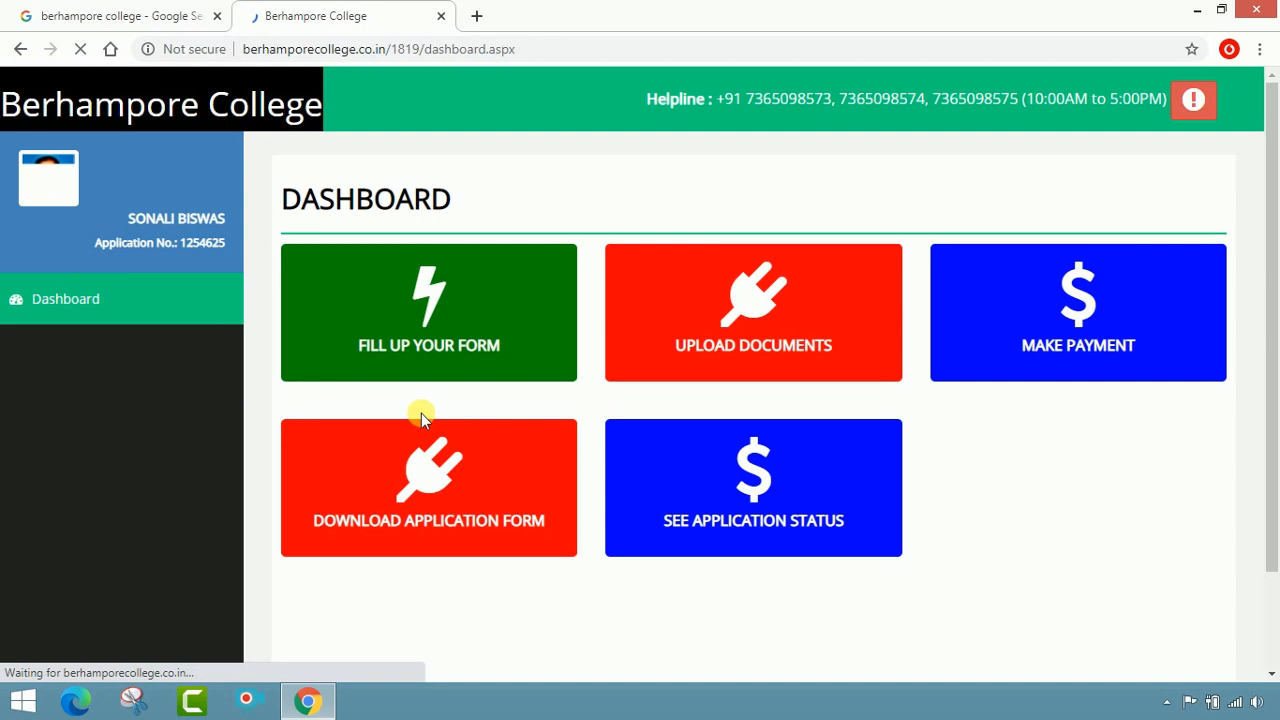 berhampore college - Google Se
Berhampore College
Not secure
berhamporecollege.co.in/1819/dashboard.aspx
Berhampore College
Helpline : +91 7365098573, 7365098574, 7365098575 (10:00AM to 5:00PM)
SONALI BISWAS
Application No.: 1254625
Dashboard
DASHBOARD
FILL UP YOUR FORM
UPLOAD DOCUMENTS
MAKE PAYMENT
DOWNLOAD APPLICATION FORM
SEE APPLICATION STATUS
Waiting for berhamporecollege.co.in...